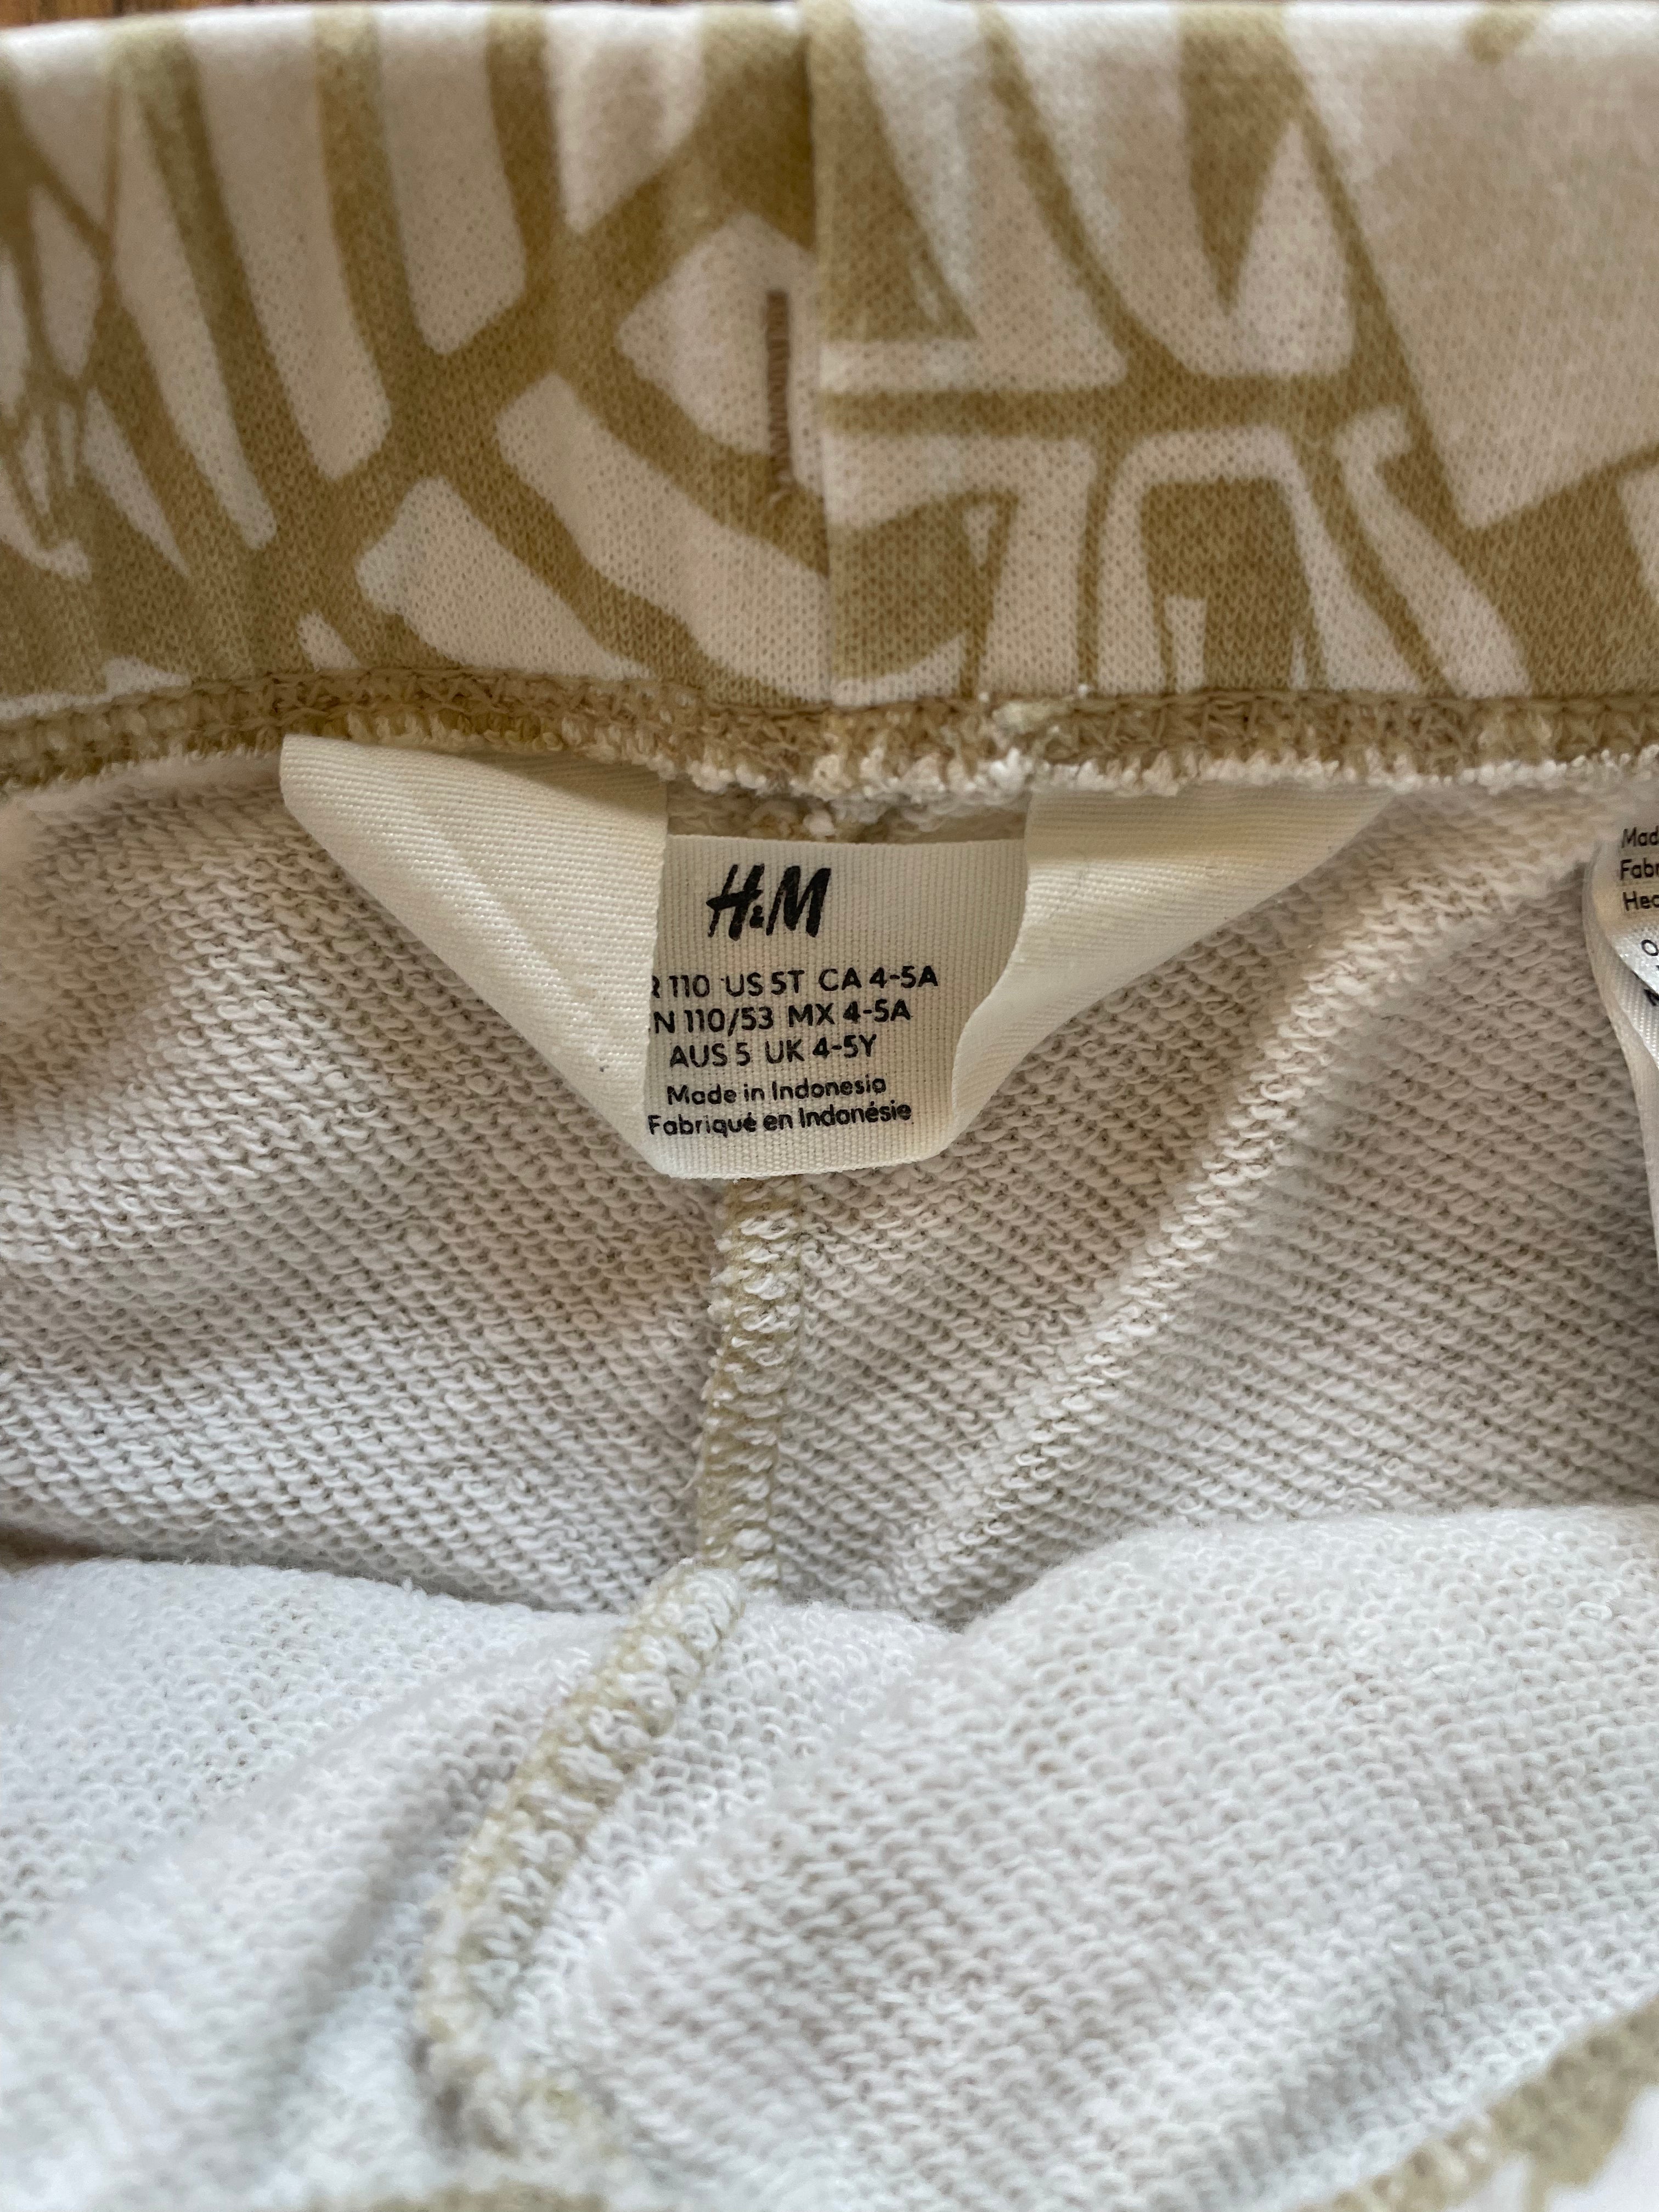 H&M
R 110 US 5T CA 4-5A
N 110/53 MX 4-5A
AUS 5 UK 4-5Y
Made in Indonesia
Fabriqué en Indonésie